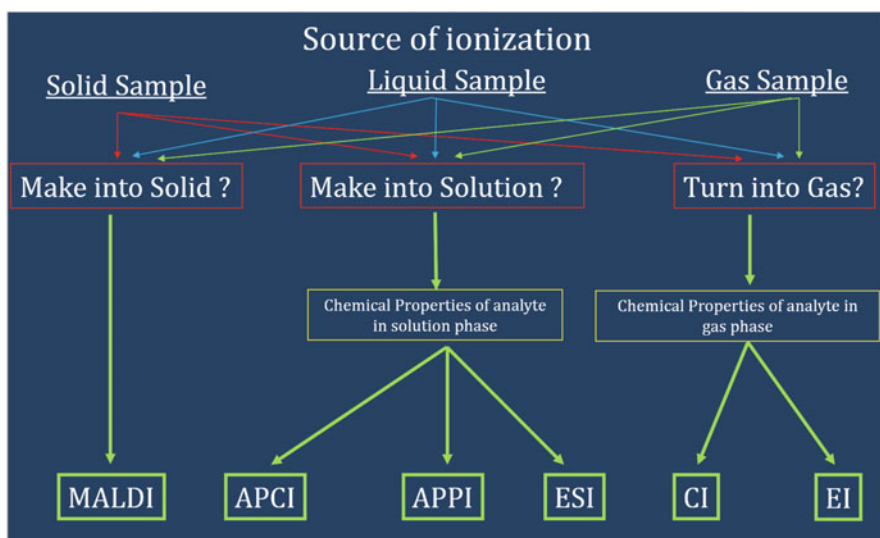 Source of ionization
Solid Sample
Liquid Sample
Gas Sample
Make into Solid ?
Make into Solution ?
Turn into Gas?
Chemical Properties of analyte
in solution phase
Chemical Properties of analyte in
gas phase
MALDI
APCI
APPI
ESI
CI
EI